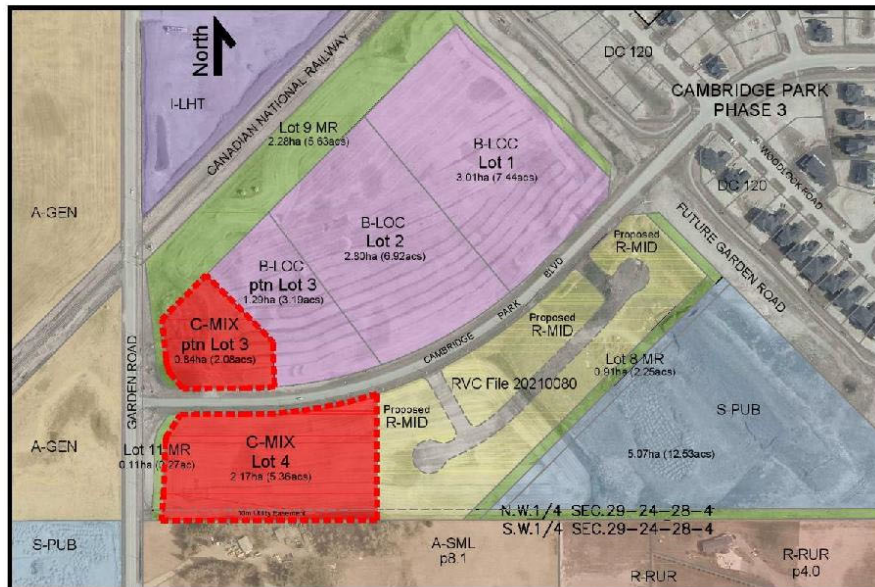 North
I-LHT
CANADIAN NATIONAL RAILWAY
DC 120
CAMBRIDGE PARK
PHASE 3
Lot 9 MR
2.28ha (5.63acs)
B-LOC
Lot 1
3.01ha (7.44acs)
WOODLOCK ROAD
DC 120
A-GEN
B-LOC
Lot 2
2.80ha (6.92acs)
FUTURE GARDEN ROAD
Proposed
R-MID
B-LOC
ptn Lot 3
1.29ha (3.19acs)
CAMBRIDGE PARK BLVD
Proposed
R-MID
C-MIX
ptn Lot 3
0.84ha (2.08acs)
GARDEN ROAD
RVC File 20210080
Lot 8 MR
0.91ha (2.25acs)
S-PUB
5.07ha (12.53acs)
Proposed
R-MID
A-GEN
Lot 11 MR
0.11ha (0.27ac)
C-MIX
Lot 4
2.17ha (5.36acs)
Utility Easement
N.W.1/4 SEC.29-24-28-4
S.W.1/4 SEC.29-24-28-4
S-PUB
A-SML
p8.1
R-RUR
R-RUR
p4.0